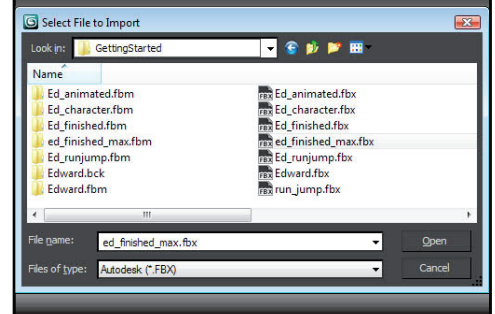 Select File to Import
Look in: GettingStarted
Name
Ed_animated.fbm Ed_animated.fbx
Ed_character.fbm Ed_character.fbx
Ed_finished.fbm Ed_finished.fbx
ed_finished_max.fbm ed_finished_max.fbx
Ed_runjump.fbm Ed_runjump.fbx
Edward.bck Edward.fbx
Edward.fbm run_jump.fbx
File name: ed_finished_max.fbx Open
Files of type: Autodesk (*.FBX) Cancel